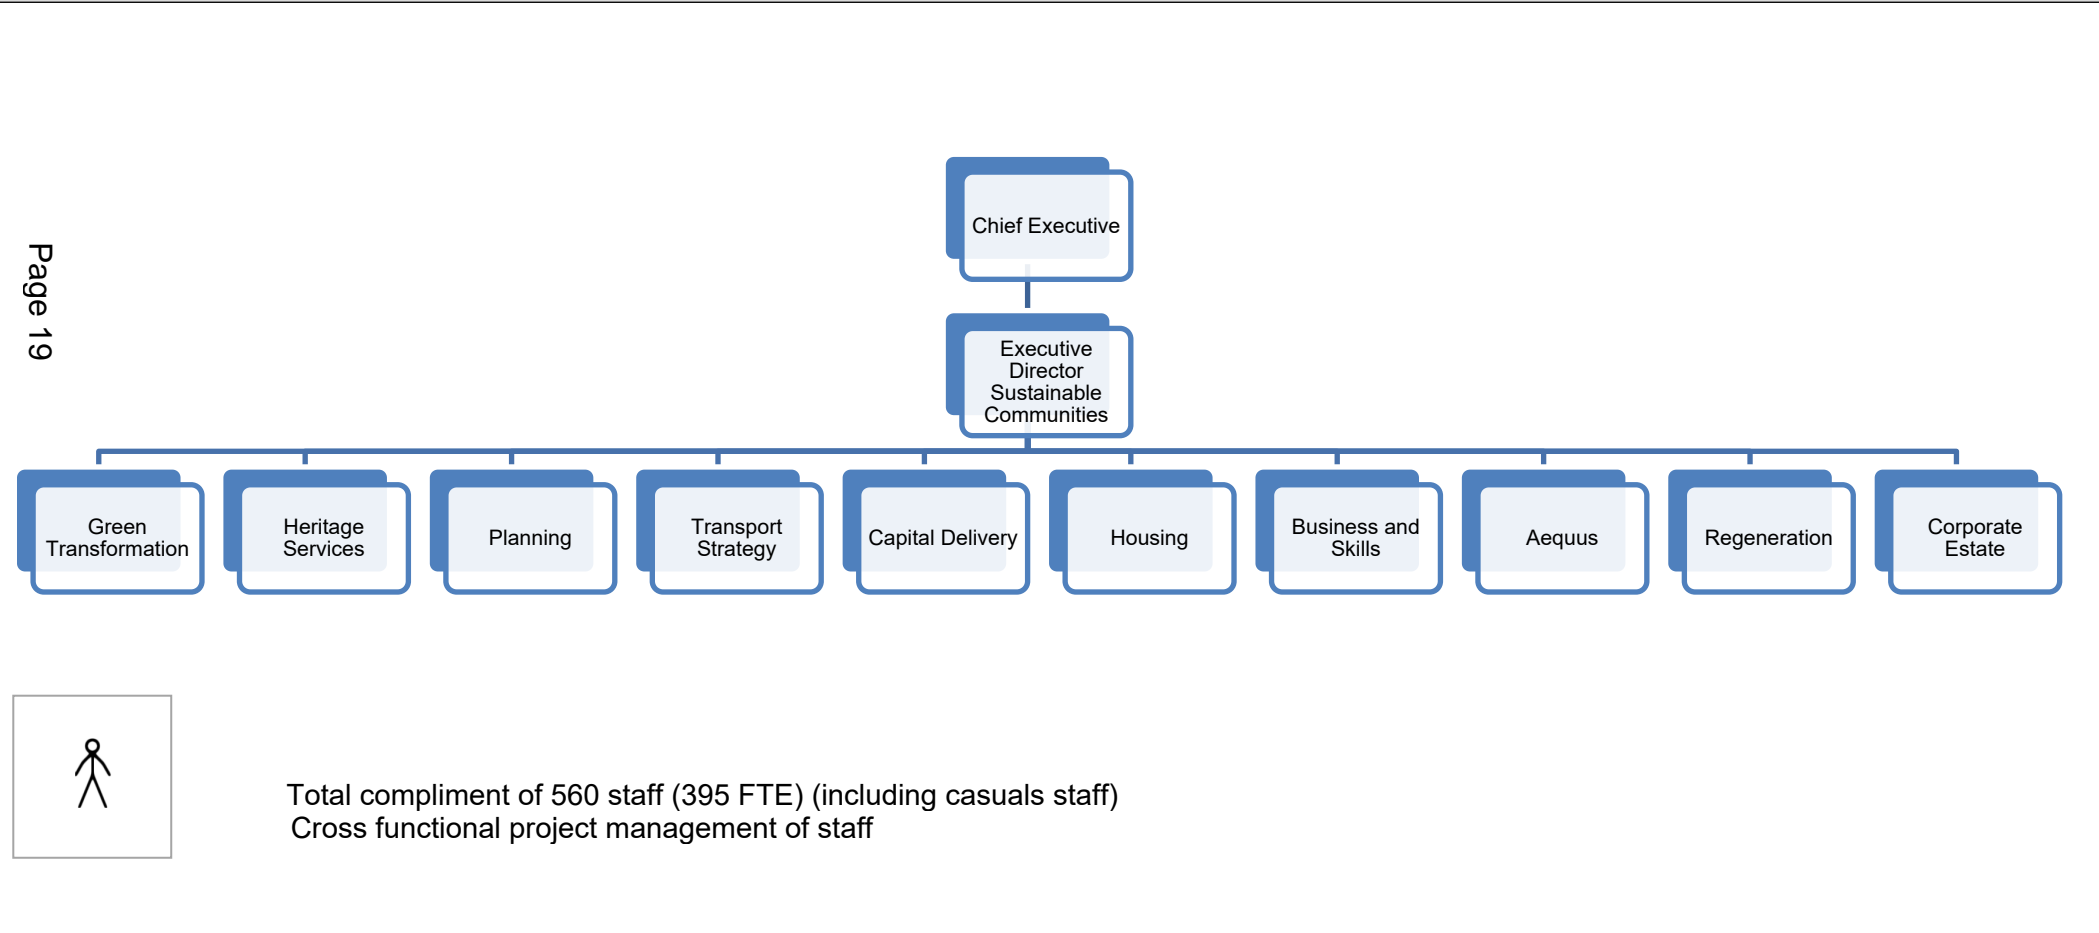 Page 19
Chief Executive
Executive
Director
Sustainable
Communities
Green
Transformation
Heritage
Services
Planning
Transport
Strategy
Capital Delivery
Housing
Business and
Skills
Aequus
Regeneration
Corporate
Estate
Total compliment of 560 staff (395 FTE) (including casuals staff)
Cross functional project management of staff